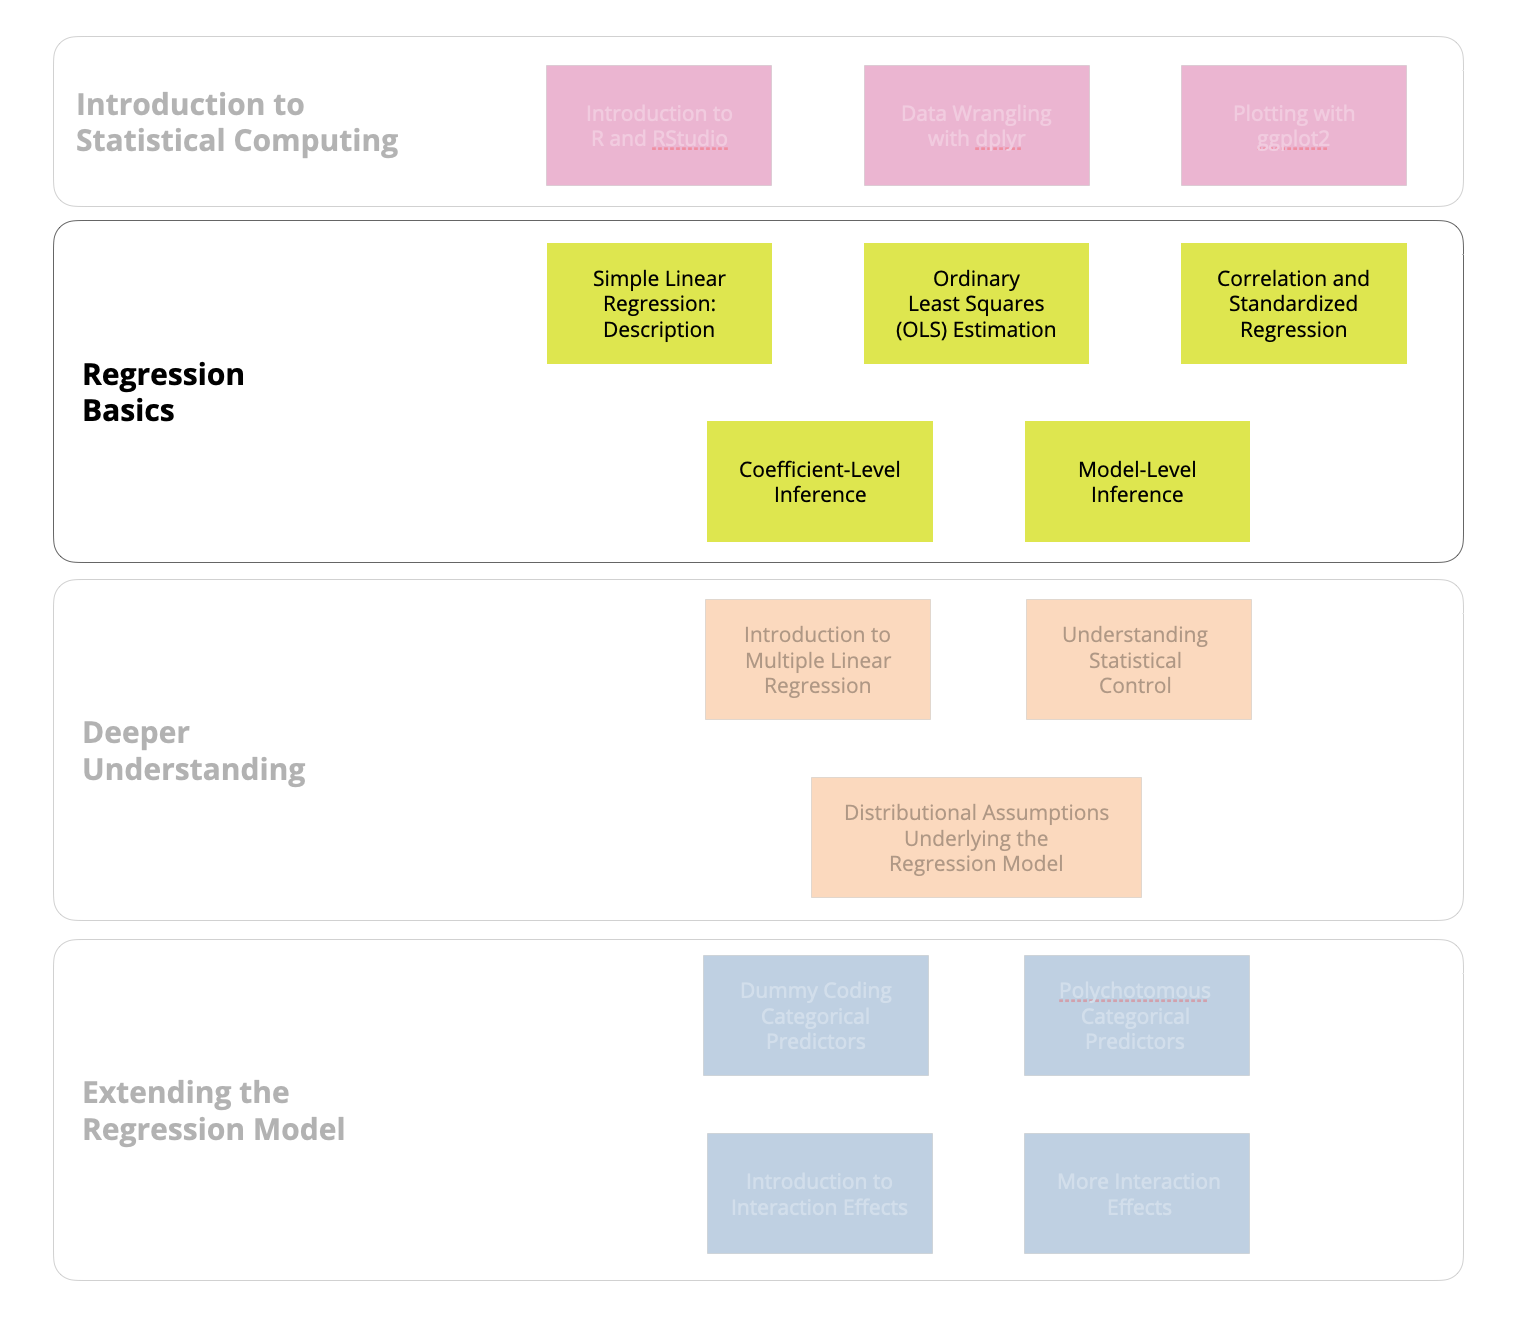 Introduction to
Statistical Computing
Introduction to
R and RStudio
Data Wrangling
with dplyr
Plotting with
ggplot2
Regression
Basics
Simple Linear
Regression:
Description
Ordinary
Least Squares
(OLS) Estimation
Correlation and
Standardized
Regression
Coefficient-Level
Inference
Model-Level
Inference
Deeper
Understanding
Introduction to
Multiple Linear
Regression
Understanding
Statistical
Control
Distributional Assumptions
Underlying the
Regression Model
Extending the
Regression Model
Dummy Coding
Categorical
Predictors
Polychotomous
Categorical
Predictors
Introduction to
Interaction Effects
More Interaction
Effects